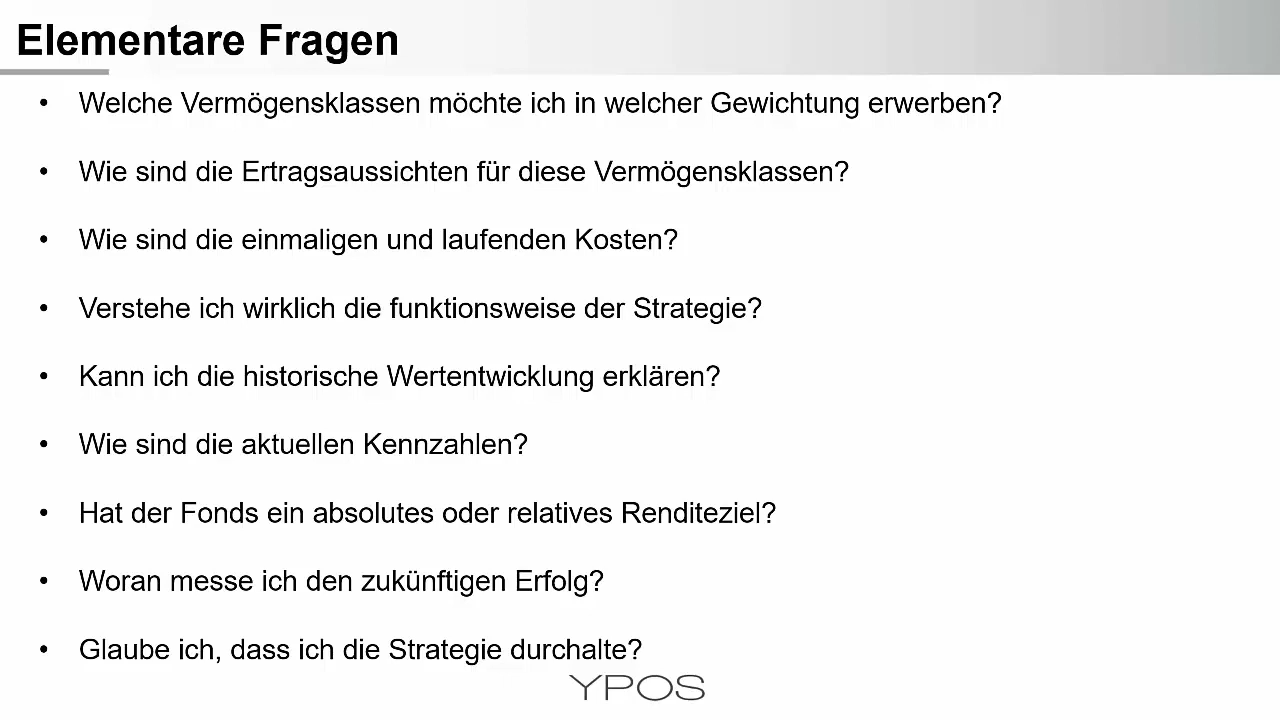 Elementare Fragen
• Welche Vermögensklassen möchte ich in welcher Gewichtung erwerben?
• Wie sind die Ertragsaussichten für diese Vermögensklassen?
• Wie sind die einmaligen und laufenden Kosten?
• Verstehe ich wirklich die funktionsweise der Strategie?
• Kann ich die historische Wertentwicklung erklären?
• Wie sind die aktuellen Kennzahlen?
• Hat der Fonds ein absolutes oder relatives Renditeziel?
• Woran messe ich den zukünftigen Erfolg?
• Glaube ich, dass ich die Strategie durchalte?
YPOS